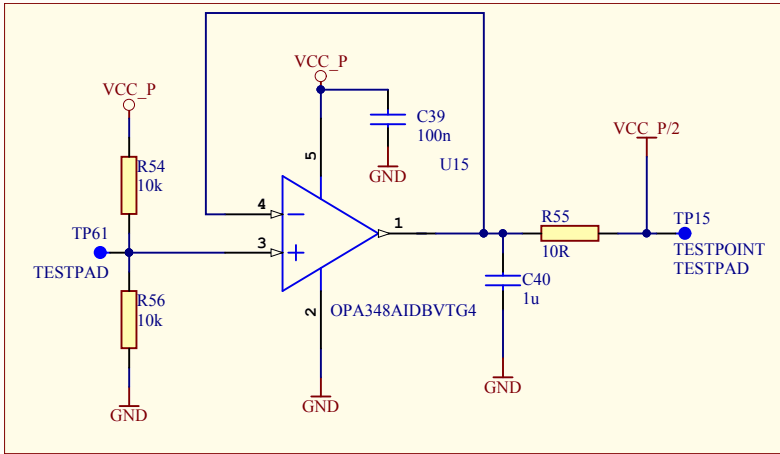 VCC_P
VCC_P
C39
100n
VCC_P/2
5
U15
GND
R54
10k
4
1
R55
10R
TP15
TESTPOINT
TESTPAD
TP61
TESTPAD
3
R56
10k
2
OPA348AIDBVTG4
C40
1u
GND
GND
GND